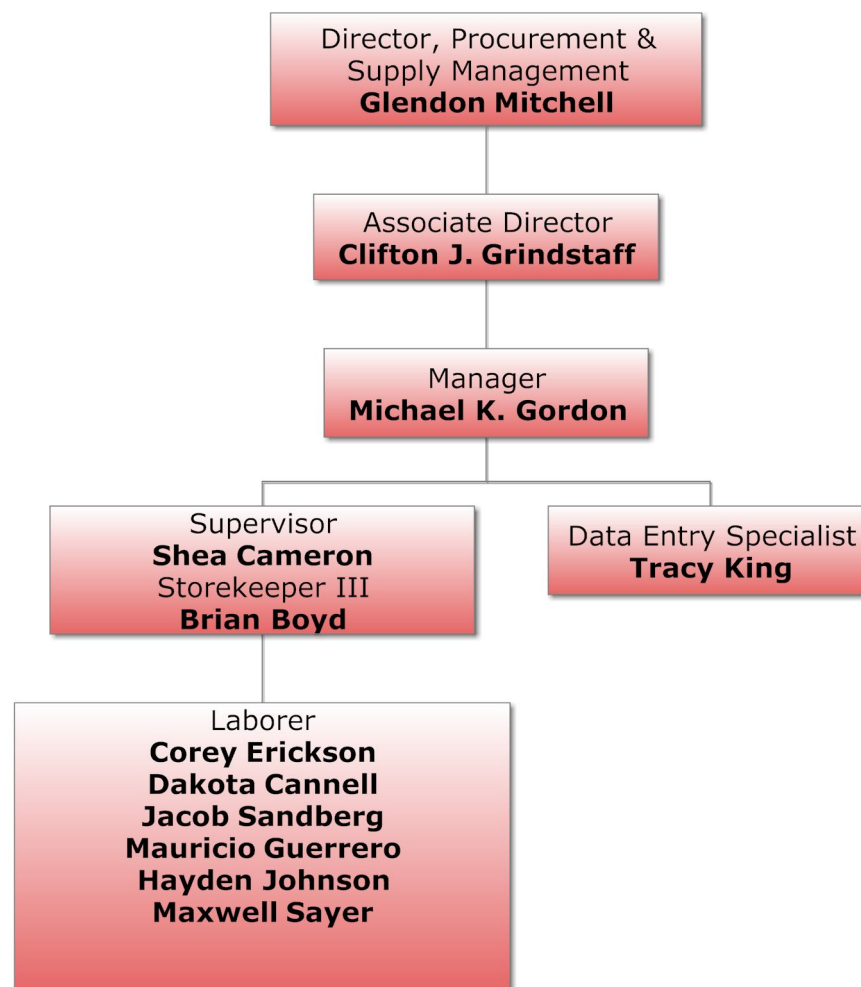 Director, Procurement &
Supply Management
Glendon Mitchell
Associate Director
Clifton J. Grindstaff
Manager
Michael K. Gordon
Supervisor
Shea Cameron
Storekeeper III
Brian Boyd
Data Entry Specialist
Tracy King
Laborer
Corey Erickson
Dakota Cannell
Jacob Sandberg
Mauricio Guerrero
Hayden Johnson
Maxwell Sayer